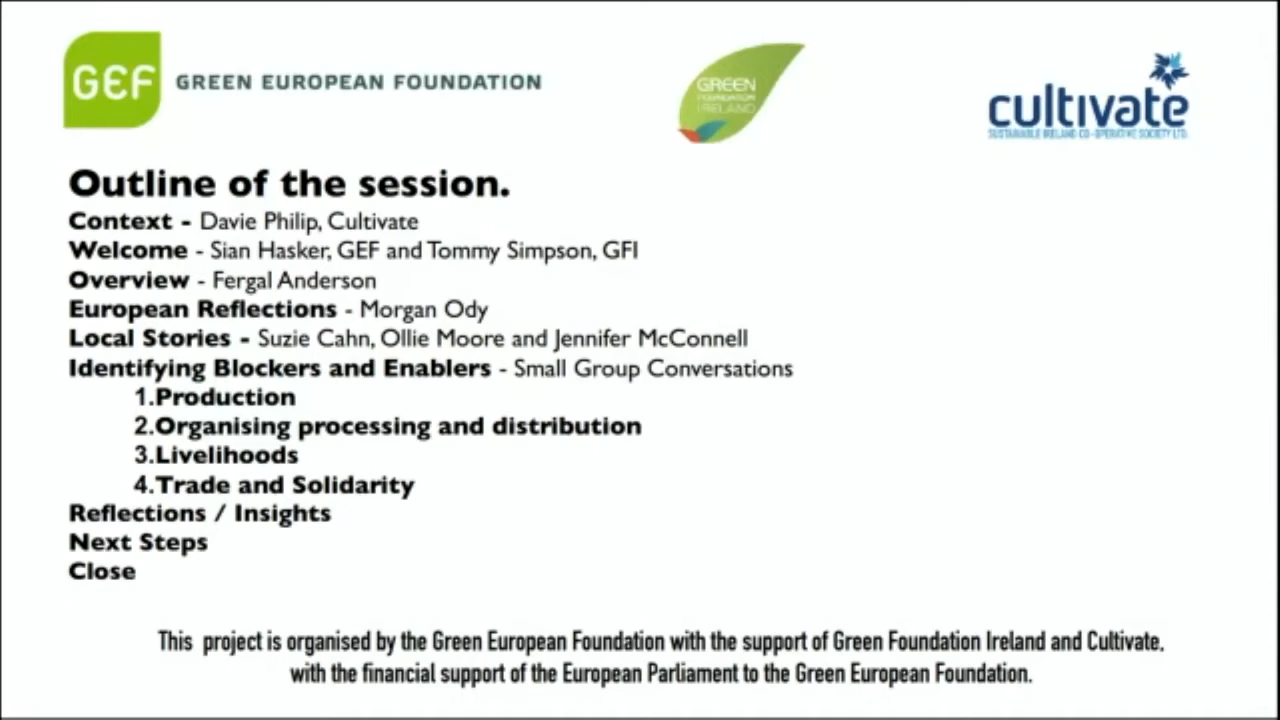 GEF GREEN EUROPEAN FOUNDATION
GREEN
FOUNDATION
IRELAND
cultivate
SUSTAINABLE IRELAND CO-OPERATIVE SOCIETY LTD.
Outline of the session.
Context - Davie Philip, Cultivate
Welcome - Sian Hasker, GEF and Tommy Simpson, GFI
Overview - Fergal Anderson
European Reflections - Morgan Ody
Local Stories - Suzie Cahn, Ollie Moore and Jennifer McConnell
Identifying Blockers and Enablers - Small Group Conversations
1.Production
2.Organising processing and distribution
3.Livelihoods
4.Trade and Solidarity
Reflections / Insights
Next Steps
Close
This project is organised by the Green European Foundation with the support of Green Foundation Ireland and Cultivate,
with the financial support of the European Parliament to the Green European Foundation.